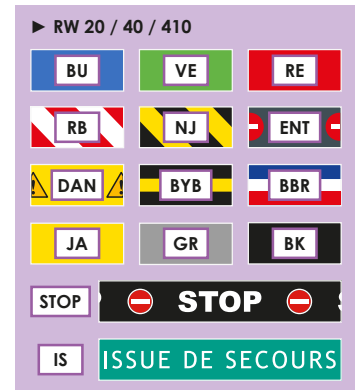 ► RW 20 / 40 / 410
BU VE RE
RB NJ ENT
DAN BYB BBR
JA GR BK
STOP STOP
IS ISSUE DE SECOURS